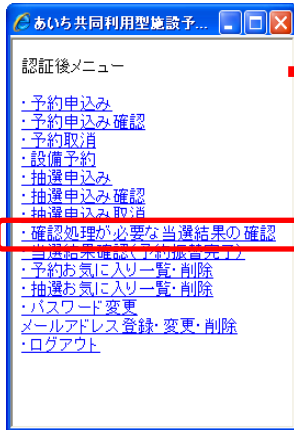 あいち共同利用型施設予...
認証後メニュー
・予約申込み
・予約申込み確認
・予約取消
・設備予約
・抽選申込み
・抽選申込み確認
・抽選申込み取消
・確認処理が必要な当選結果の確認
・当選結果確認(予約振替完了)
・予約お気に入り一覧・削除
・抽選お気に入り一覧・削除
・パスワード変更
メールアドレス登録・変更・削除
・ログアウト